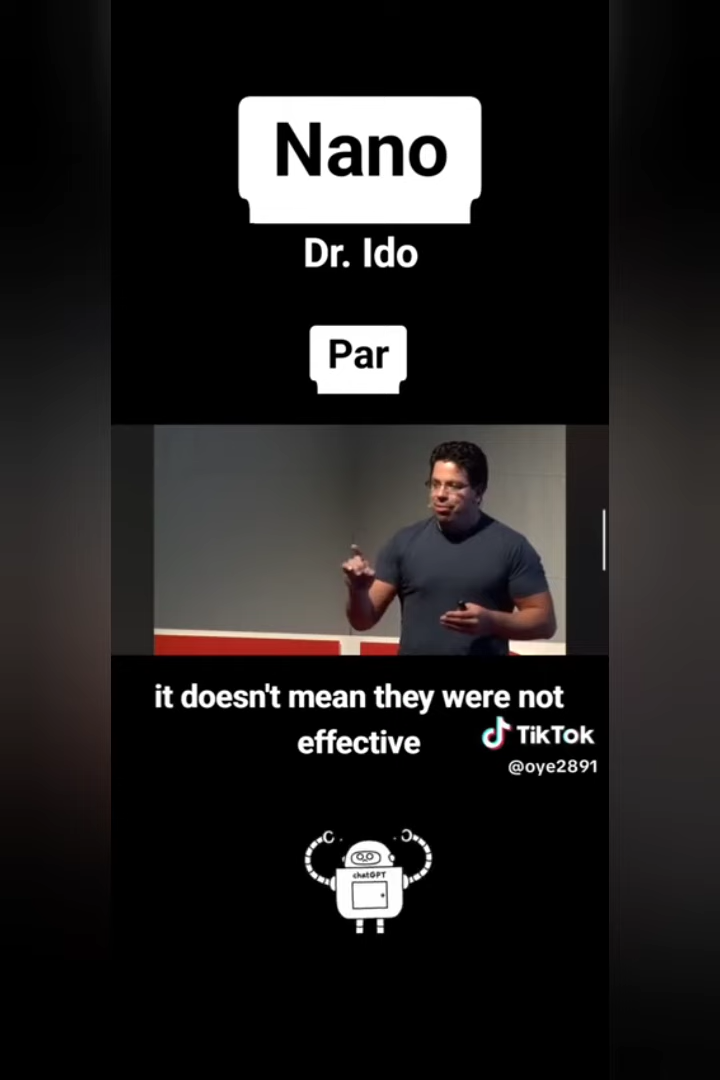 Nano
Dr. Ido
Par
it doesn't mean they were not
effective
TikTok
@oye2891
chatGPT